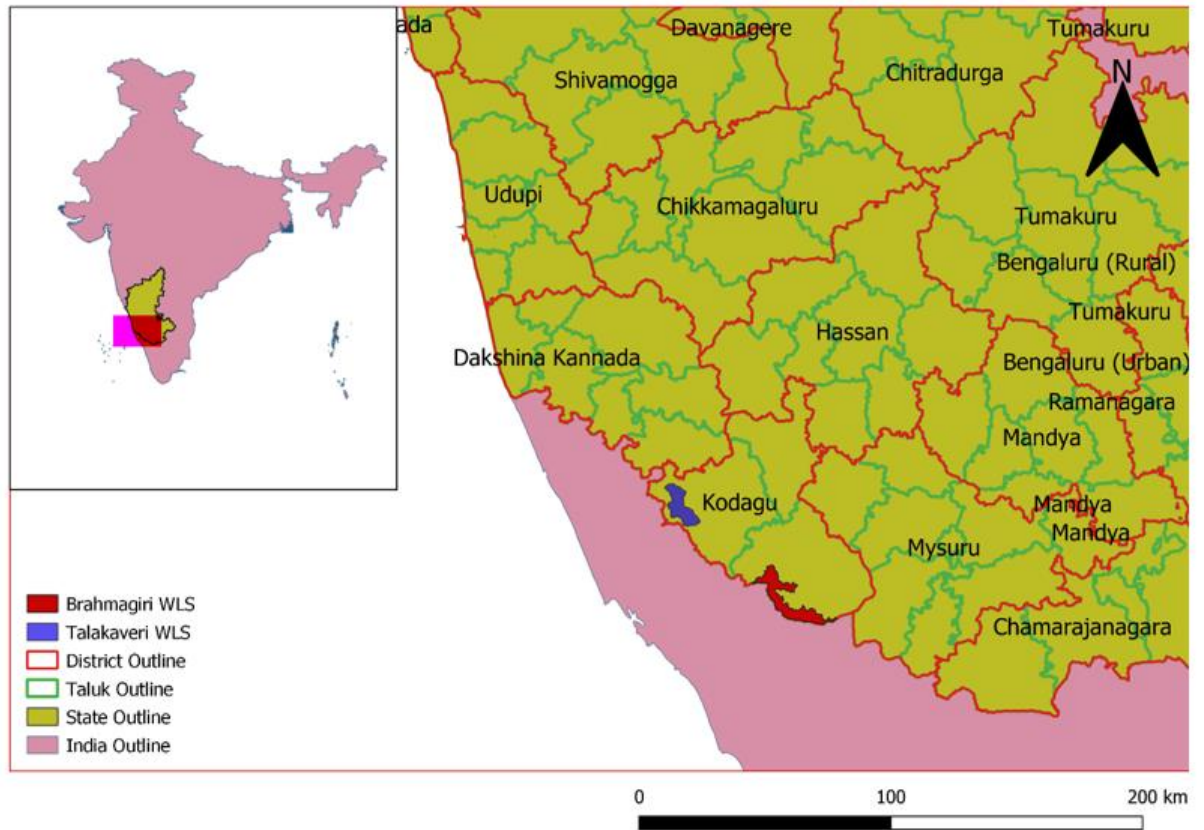 ada
Davanagere
Tumakuru
Shivamogga
Chitradurga
N
Udupi
Chikkamagaluru
Tumakuru
Bengaluru (Rural)
Tumakuru
Hassan
Dakshina Kannada
Bengaluru (Urban)
Ramanagara
Mandya
Kodagu
Mandya
Mandya
Mysuru
Chamarajanagara
Brahmagiri WLS
Talakaveri WLS
District Outline
Taluk Outline
State Outline
India Outline
0 100 200 km